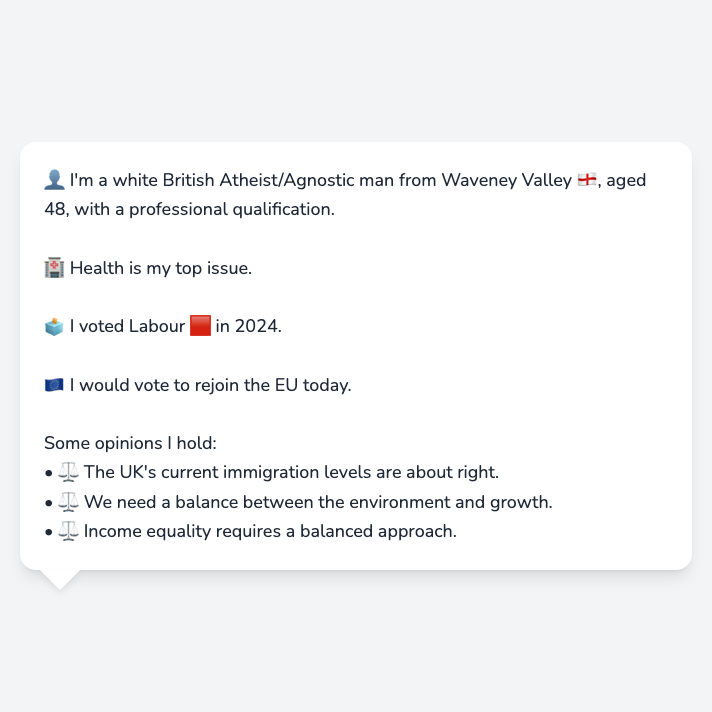 👤 I'm a white British Atheist/Agnostic man from Waveney Valley 🏴󠁧󠁢󠁥󠁮󠁧󠁿, aged
48, with a professional qualification.
🏥 Health is my top issue.
🗳️ I voted Labour 🟥 in 2024.
🇪🇺 I would vote to rejoin the EU today.
Some opinions I hold:
• ⚖️ The UK's current immigration levels are about right.
• ⚖️ We need a balance between the environment and growth.
• ⚖️ Income equality requires a balanced approach.